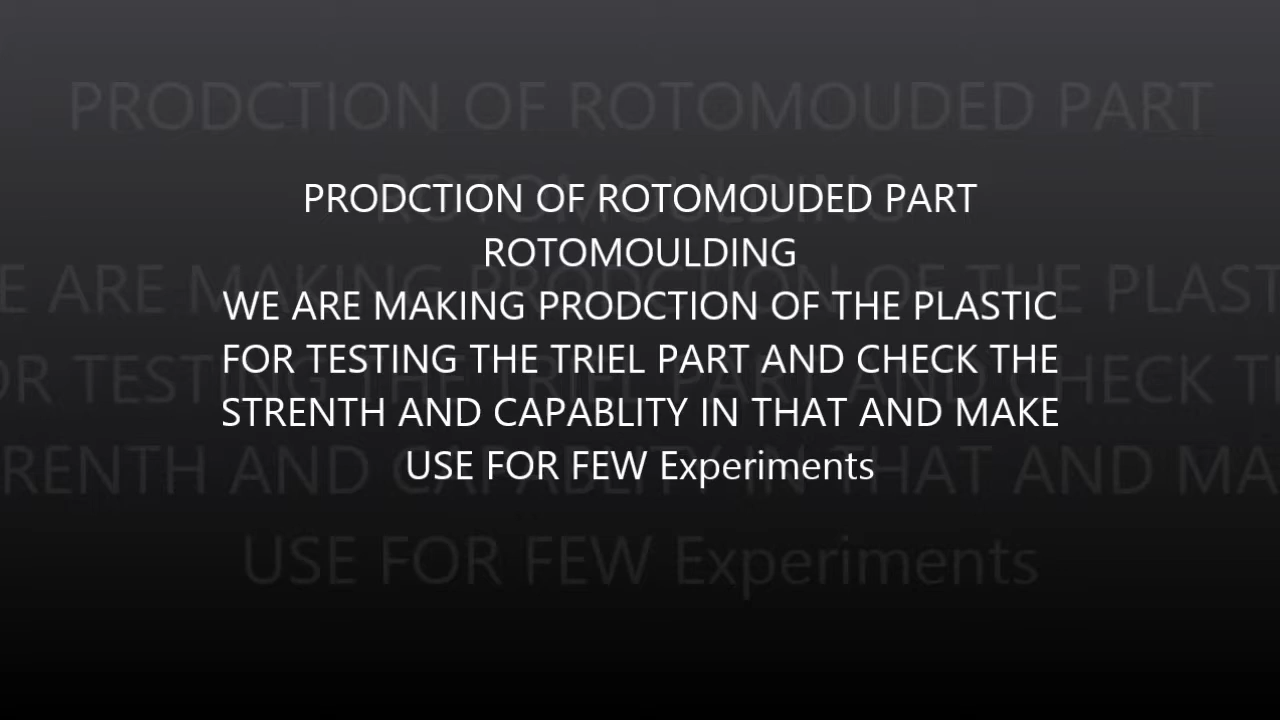 PRODCTION OF ROTOMOUDED PART
ROTOMOULDING
WE ARE MAKING PRODCTION OF THE PLASTIC
FOR TESTING THE TRIEL PART AND CHECK THE
STRENTH AND CAPABLITY IN THAT AND MAKE
USE FOR FEW Experiments